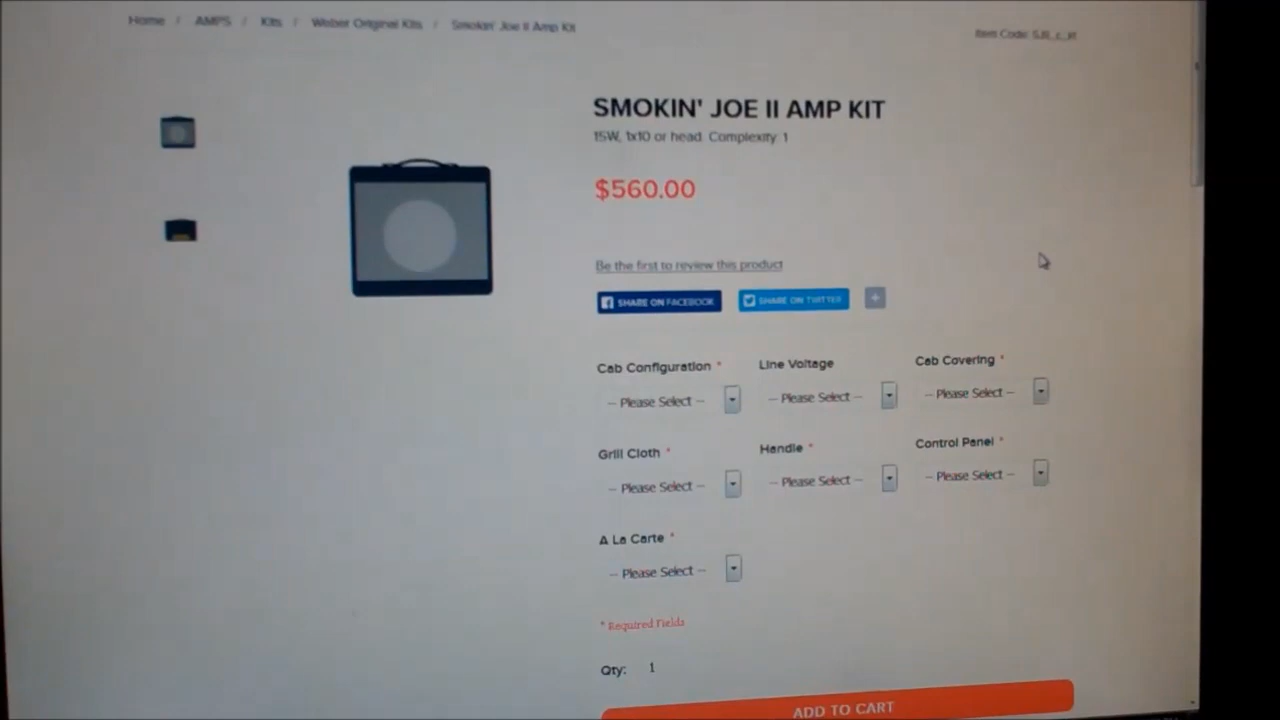 Home / AMPS / Kits / Weber Original Kits / Smokin' Joe II Amp Kit
Item Code: SJII_c_kt
SMOKIN' JOE II AMP KIT
15W, 1x10 or head. Complexity: 1
$560.00
Be the first to review this product
SHARE ON FACEBOOK SHARE ON TWITTER +
Cab Configuration * Line Voltage Cab Covering *
-- Please Select -- -- Please Select -- -- Please Select --
Grill Cloth * Handle * Control Panel *
-- Please Select -- -- Please Select -- -- Please Select --
A La Carte *
-- Please Select --
* Required Fields
Qty: 1
ADD TO CART